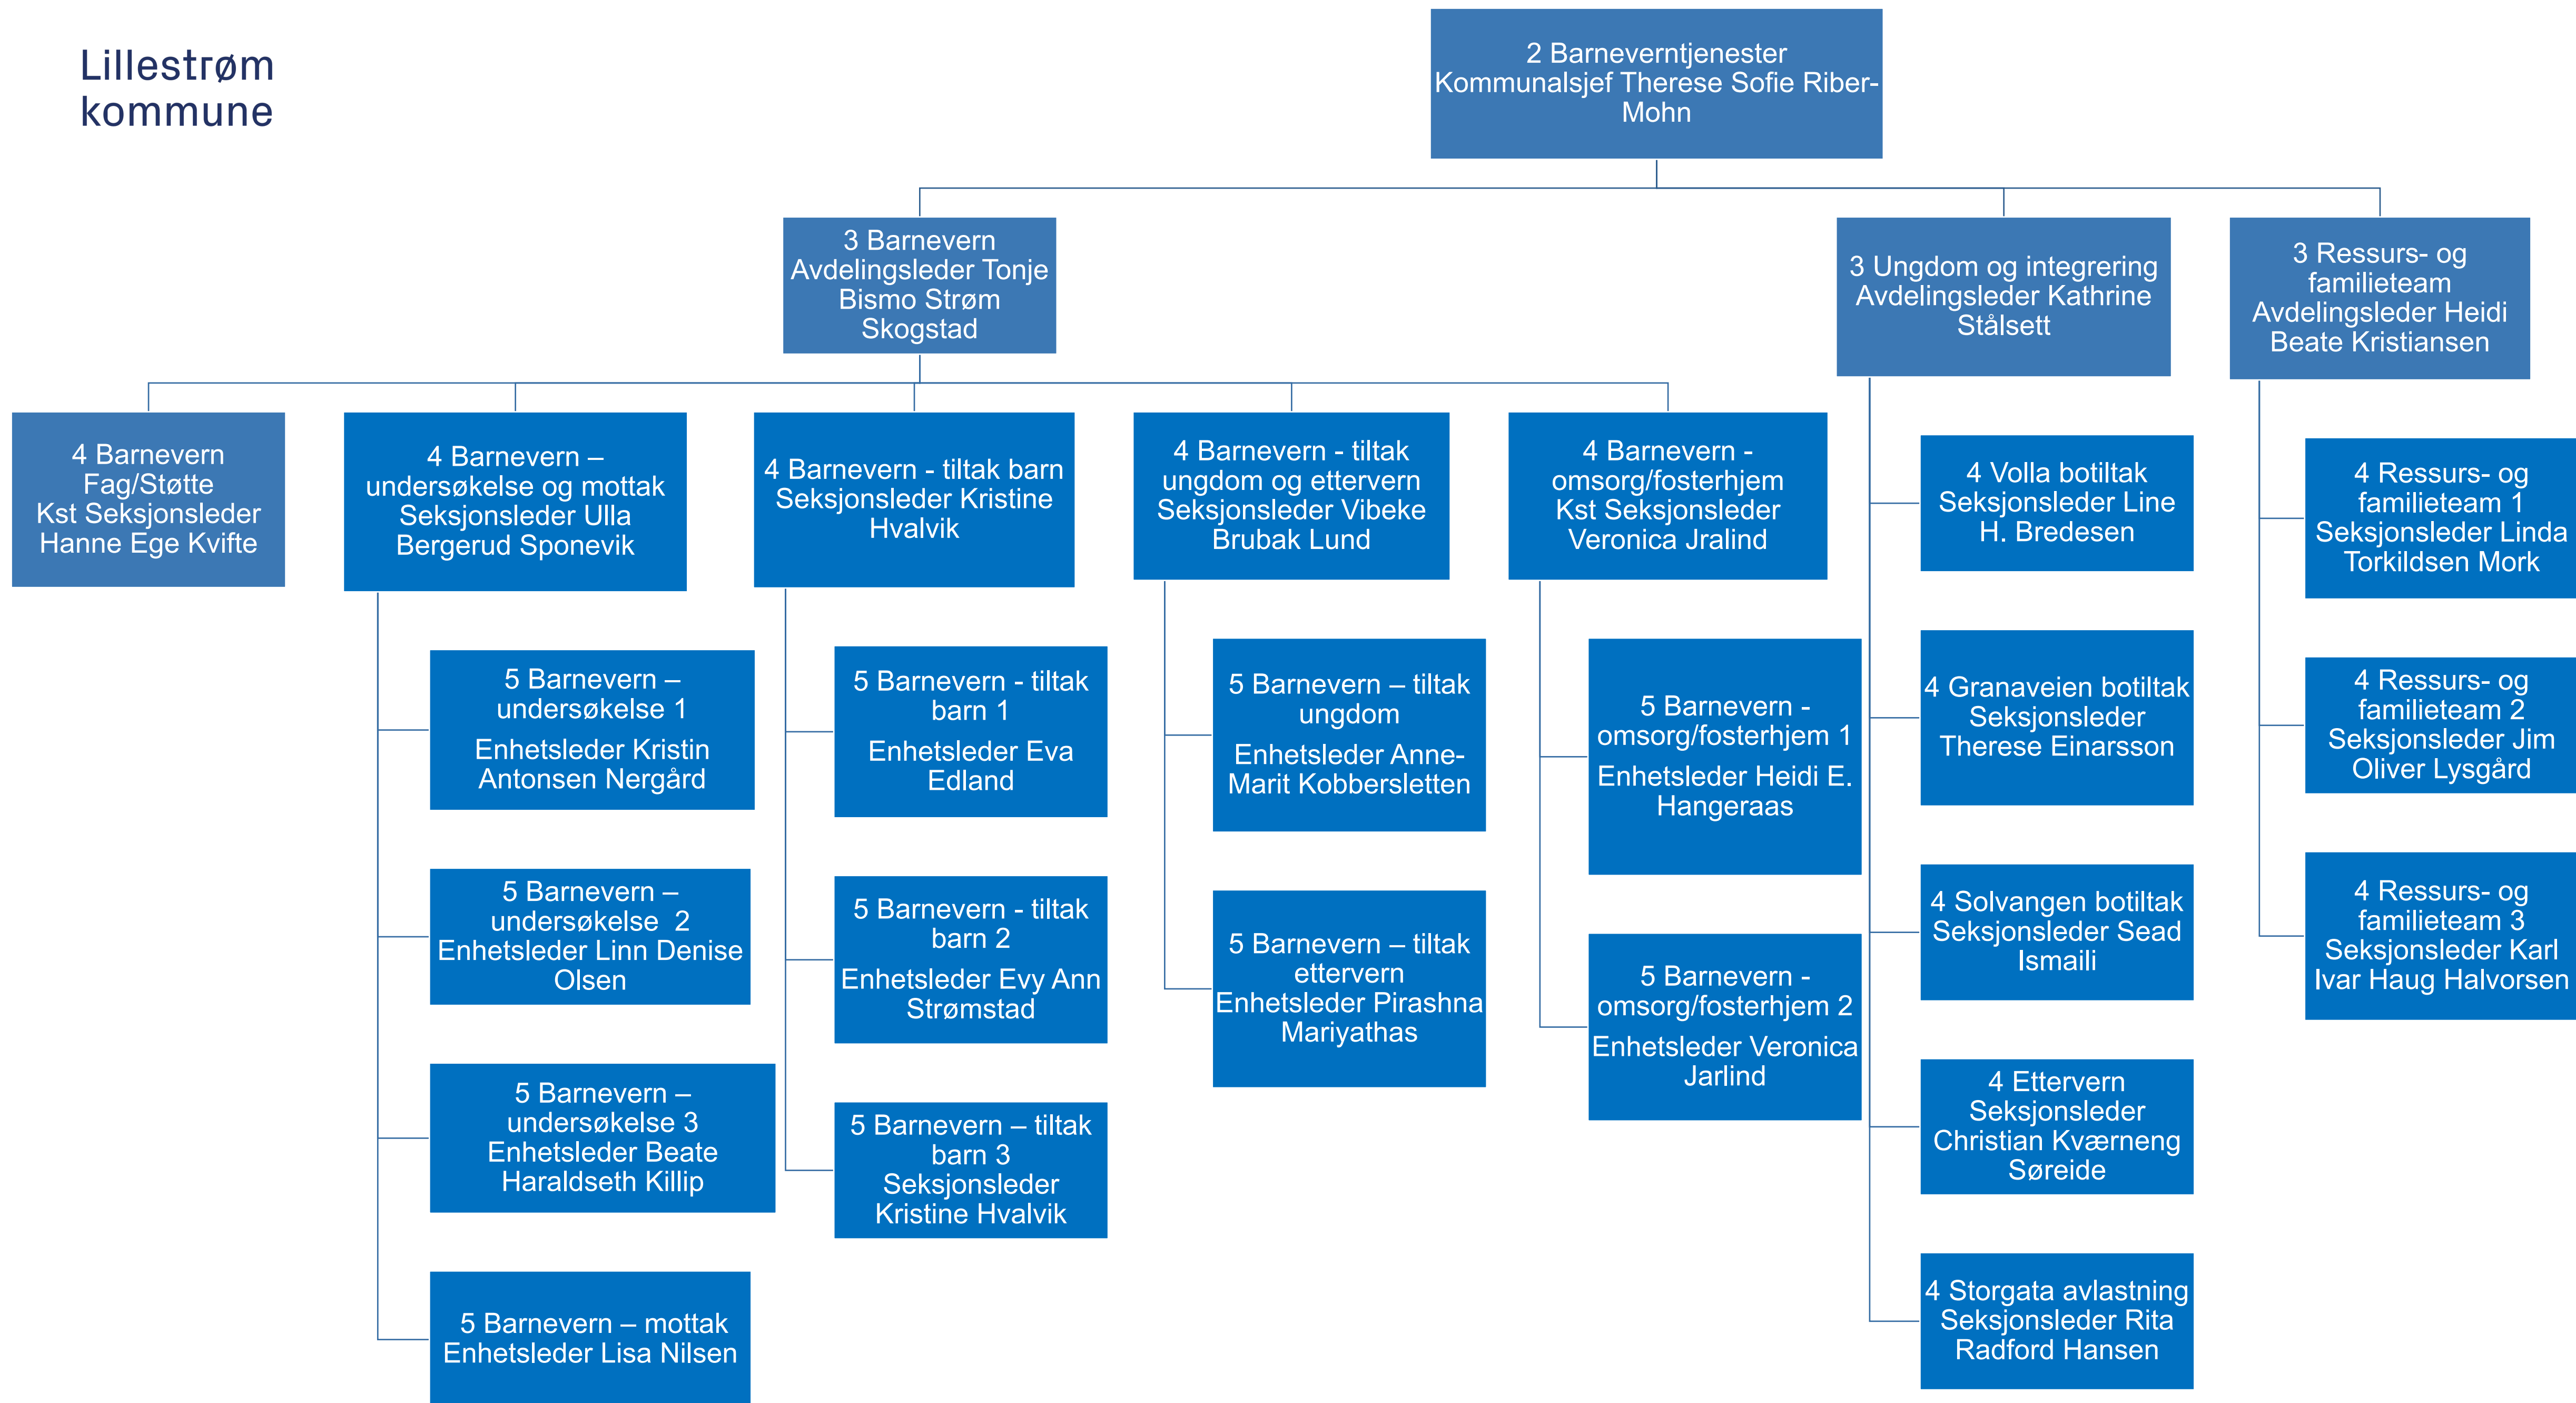 Lillestrøm
kommune
2 Barneverntjenester
Kommunalsjef Therese Sofie Riber-
Mohn
3 Barnevern
Avdelingsleder Tonje
Bismo Strøm
Skogstad
3 Ungdom og integrering
Avdelingsleder Kathrine
Stålsett
3 Ressurs- og
familieteam
Avdelingsleder Heidi
Beate Kristiansen
4 Barnevern
Fag/Støtte
Kst Seksjonsleder
Hanne Ege Kvifte
4 Barnevern –
undersøkelse og mottak
Seksjonsleder Ulla
Bergerud Sponevik
4 Barnevern - tiltak barn
Seksjonsleder Kristine
Hvalvik
4 Barnevern - tiltak
ungdom og ettervern
Seksjonsleder Vibeke
Brubak Lund
4 Barnevern -
omsorg/fosterhjem
Kst Seksjonsleder
Veronica Jralind
5 Barnevern –
undersøkelse 1
Enhetsleder Kristin
Antonsen Nergård
5 Barnevern –
undersøkelse  2
Enhetsleder Linn Denise
Olsen
5 Barnevern –
undersøkelse 3
Enhetsleder Beate
Haraldseth Killip
5 Barnevern – mottak
Enhetsleder Lisa Nilsen
5 Barnevern - tiltak
barn 1
Enhetsleder Eva
Edland
5 Barnevern - tiltak
barn 2
Enhetsleder Evy Ann
Strømstad
5 Barnevern – tiltak
barn 3
Seksjonsleder
Kristine Hvalvik
5 Barnevern – tiltak
ungdom
Enhetsleder Anne-
Marit Kobbersletten
5 Barnevern – tiltak
ettervern
Enhetsleder Pirashna
Mariyathas
5 Barnevern -
omsorg/fosterhjem 1
Enhetsleder Heidi E.
Hangeraas
5 Barnevern -
omsorg/fosterhjem 2
Enhetsleder Veronica
Jarlind
4 Volla botiltak
Seksjonsleder Line
H. Bredesen
4 Granaveien botiltak
Seksjonsleder
Therese Einarsson
4 Solvangen botiltak
Seksjonsleder Sead
Ismaili
4 Ettervern
Seksjonsleder
Christian Kværneng
Søreide
4 Storgata avlastning
Seksjonsleder Rita
Radford Hansen
4 Ressurs- og
familieteam 1
Seksjonsleder Linda
Torkildsen Mork
4 Ressurs- og
familieteam 2
Seksjonsleder Jim
Oliver Lysgård
4 Ressurs- og
familieteam 3
Seksjonsleder Karl
Ivar Haug Halvorsen